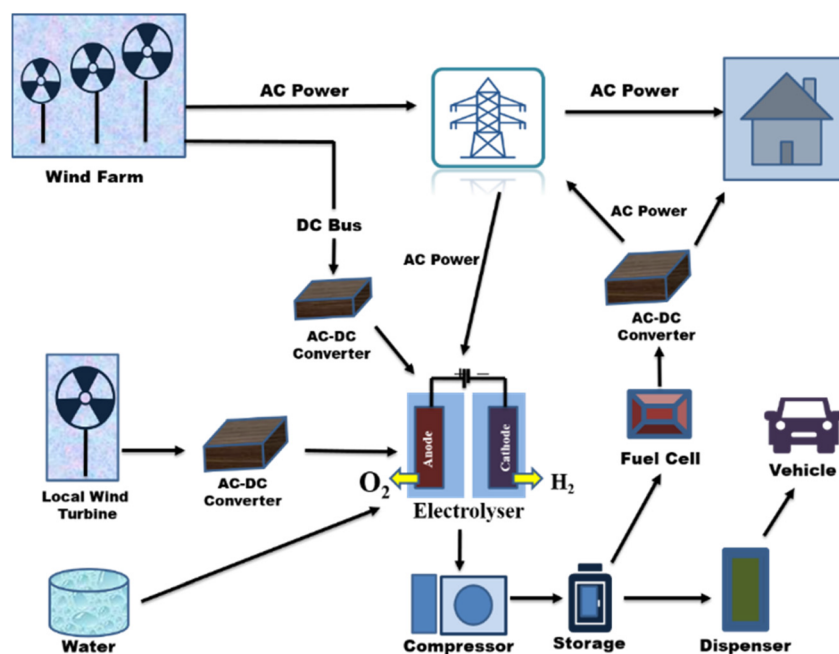 AC Power
AC Power
Wind Farm
DC Bus
AC Power
AC Power
AC-DC
Converter
AC-DC
Converter
+
—
Anode
Cathode
Fuel Cell
Vehicle
Local Wind
Turbine
AC-DC
Converter
O2
H2
Electrolyser
Water
Compressor
Storage
Dispenser